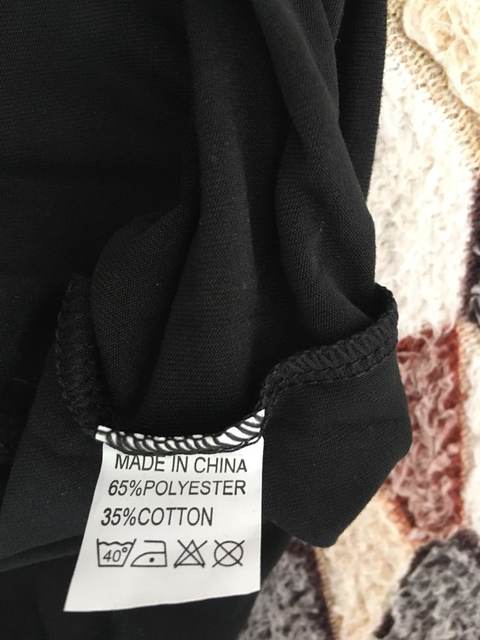 MADE IN CHINA
65%POLYESTER
35%COTTON
40°